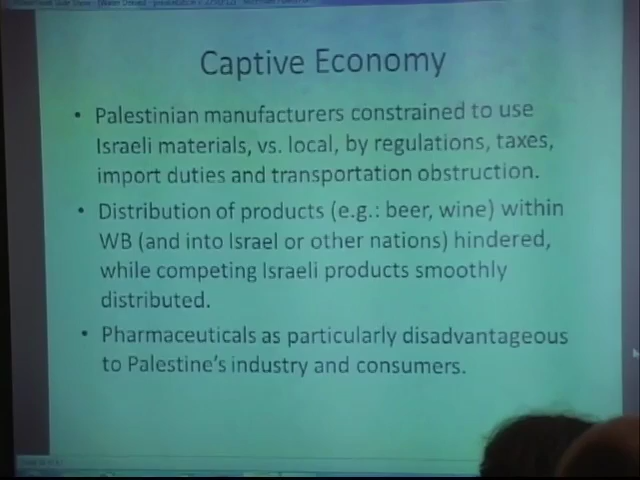 Captive Economy
• Palestinian manufacturers constrained to use
Israeli materials, vs. local, by regulations, taxes,
import duties and transportation obstruction.
• Distribution of products (e.g.: beer, wine) within
WB (and into Israel or other nations) hindered,
while competing Israeli products smoothly
distributed.
• Pharmaceuticals as particularly disadvantageous
to Palestine's industry and consumers.